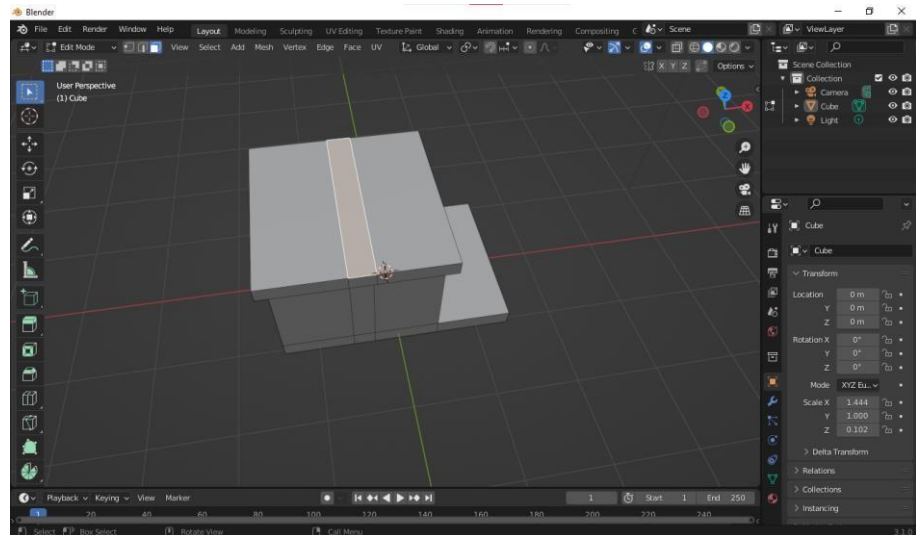 Blender
File Edit Render Window Help Layout Modeling Sculpting UV Editing Texture Paint Shading Animation Rendering Compositing Scene ViewLayer
Edit Mode View Select Add Mesh Vertex Edge Face UV Global
X Y Z Options
User Perspective
(1) Cube
Scene Collection
Collection
Camera
Cube
Light
Cube
Cube
Transform
Location 0 m
Y 0 m
Z 0 m
Rotation X 0°
Y 0°
Z 0°
Mode XYZ Eu..
Scale X 1.444
Y 1.000
Z 0.102
Delta Transform
Relations
Collections
Instancing
Playback Keying View Marker 1 Start 1 End 250
1 20 40 60 80 100 120 140 160 180 200 220 240
Select Box Select Rotate View Call Menu 3.1.0